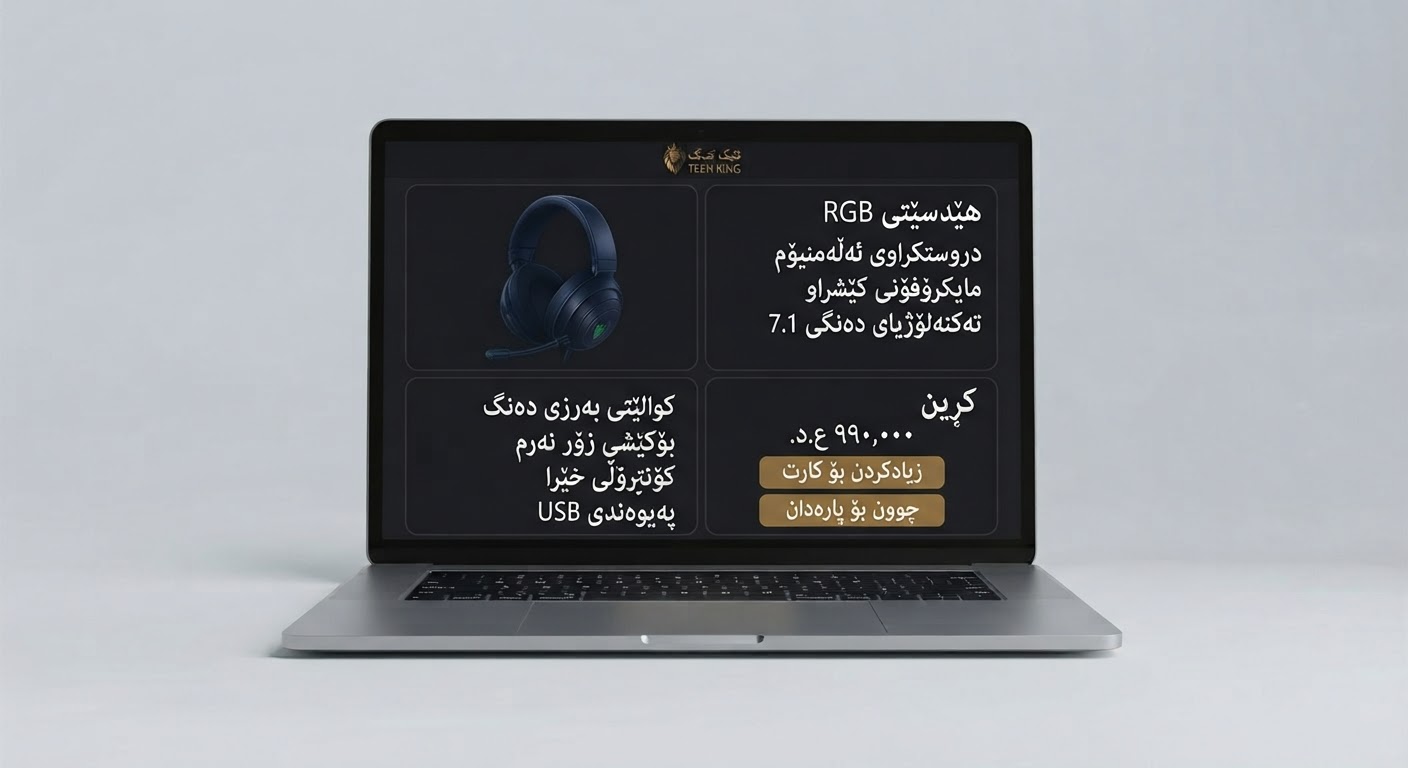 TEEN KING
هێدسێتی RGB
دروستکراوی ئەڵەمنیۆم
مایکرۆفۆنی کێشراو
تەکنەلۆژیای دەنگی 7.1
کوالێتی بەرزی دەنگ
بۆکێشی زۆر نەرم
کۆنتڕۆڵی خێرا
پەیوەندی USB
کڕین
٩٩٠,٠٠٠ ع.د.
زیادکردن بۆ کارت
چوون بۆ پارەدان